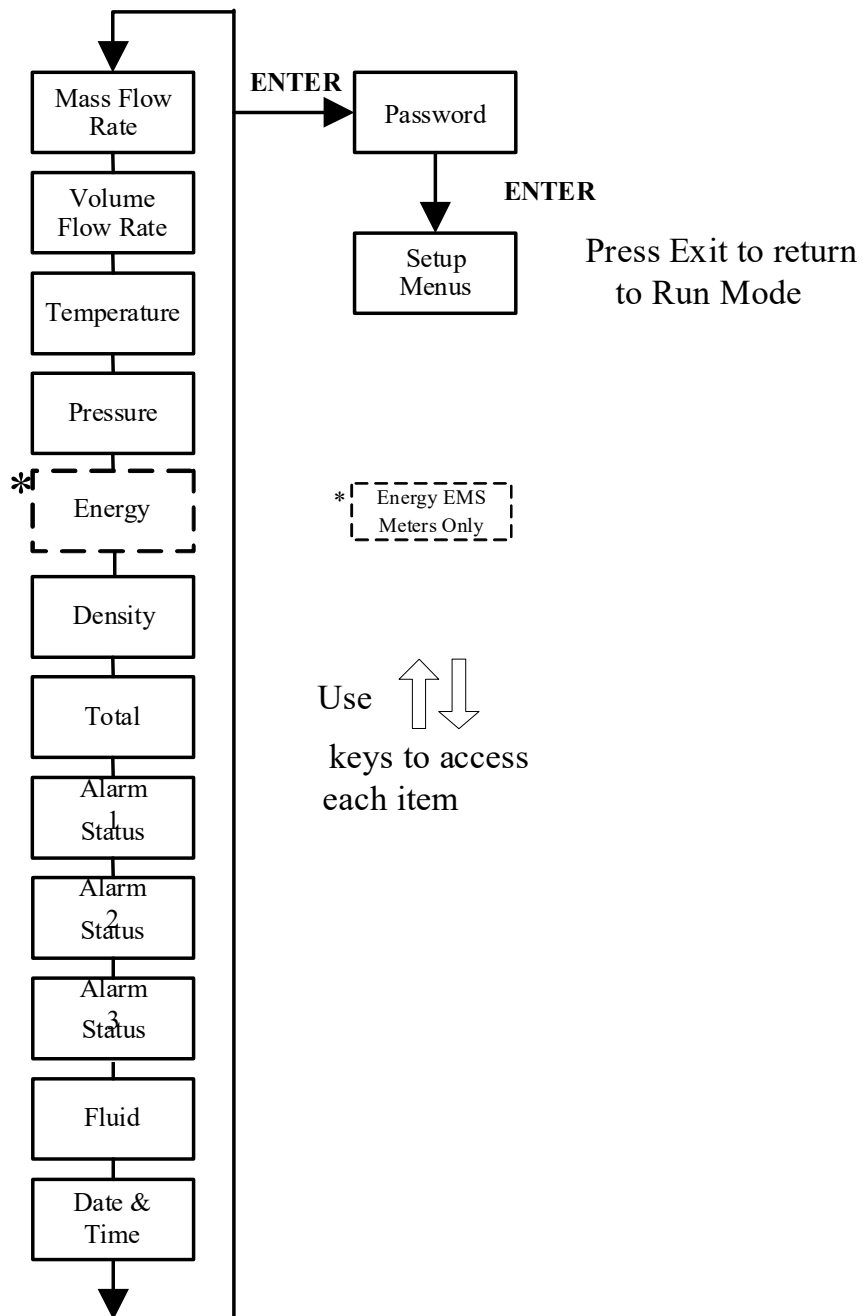 Mass Flow
Rate
Volume
Flow Rate
Temperature
Pressure
*
Energy
Density
Total
Alarm
1
Status
Alarm
2
Status
Alarm
3
Status
Fluid
Date &
Time
ENTER
Password
ENTER
Setup
Menus
Press Exit to return
to Run Mode
* Energy EMS
Meters Only
Use
keys to access
each item